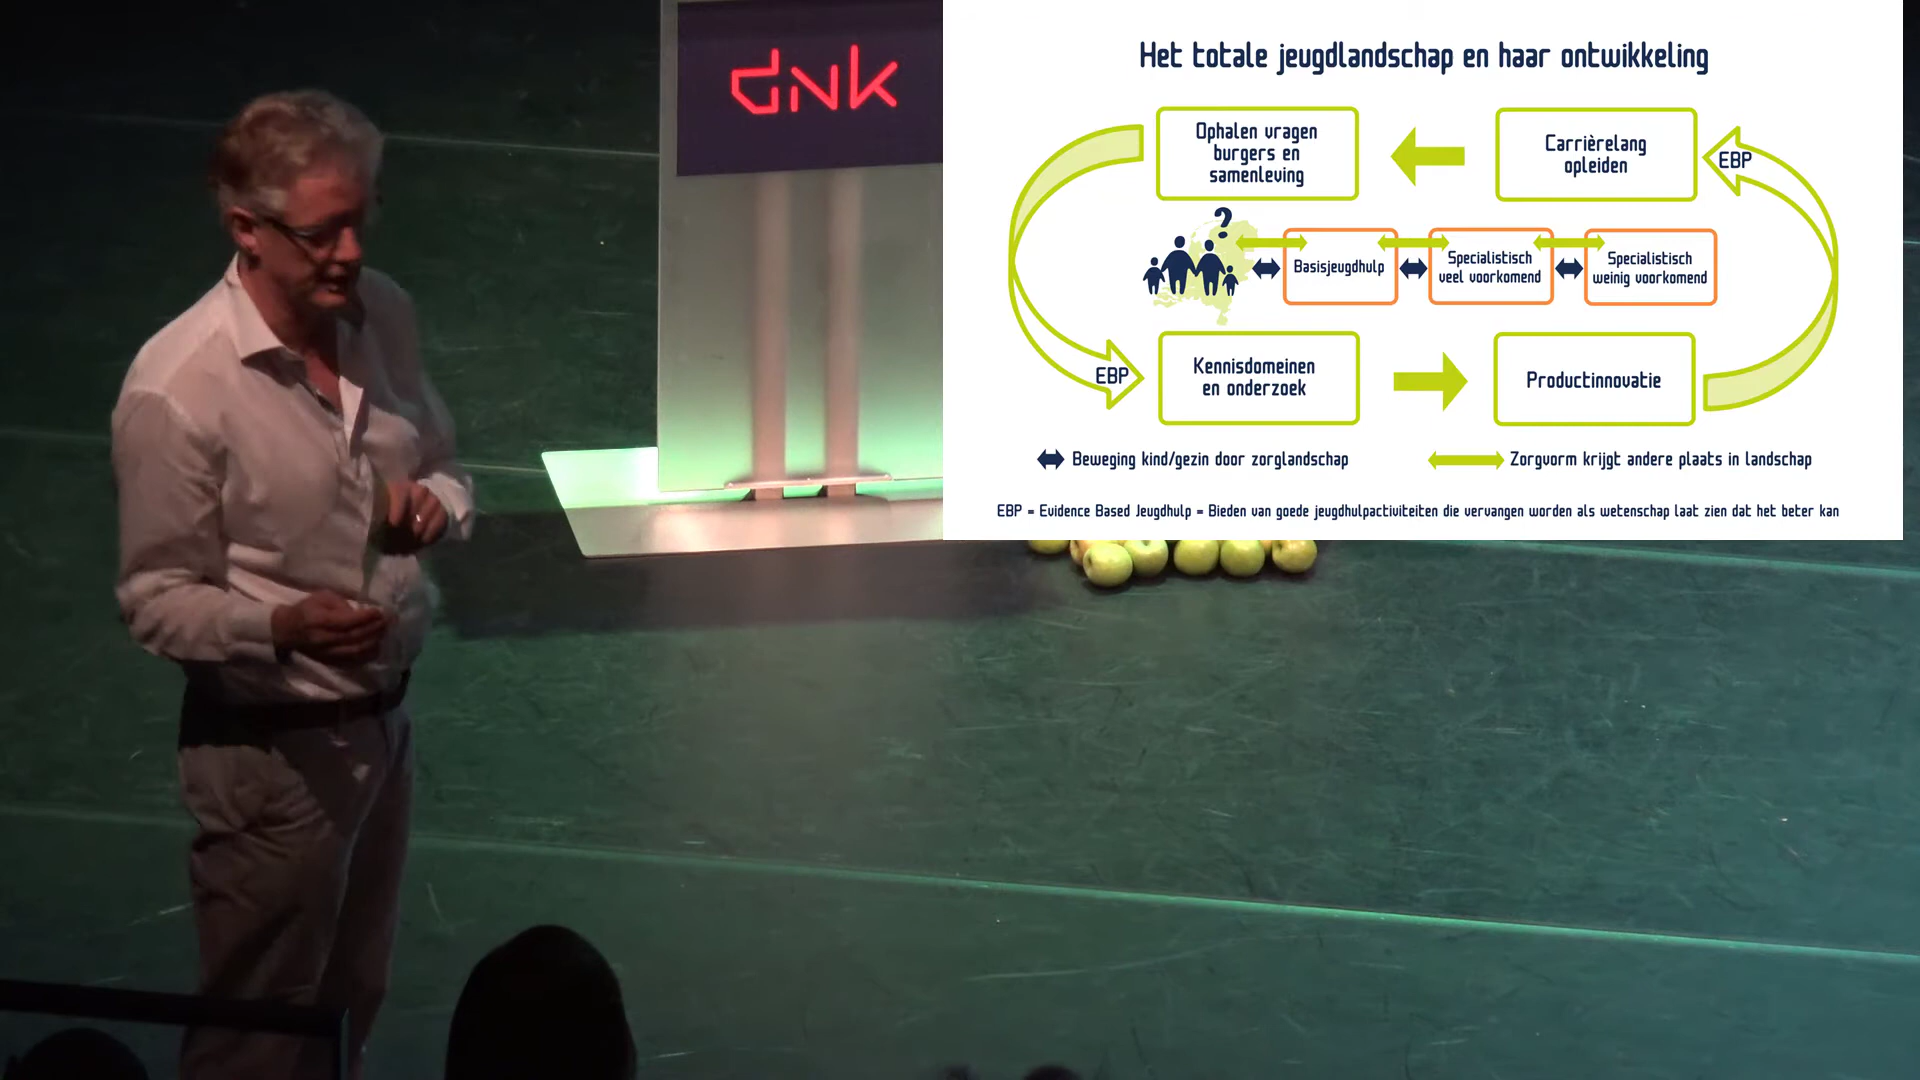 dnk
Het totale jeugdlandschap en haar ontwikkeling
Ophalen vragen
burgers en
samenleving
Carrièrelang
opleiden
EBP
?
Basisjeugdhulp
Specialistisch
veel voorkomend
Specialistisch
weinig voorkomend
EBP
Kennisdomeinen
en onderzoek
Productinnovatie
Beweging kind/gezin door zorglandschap
Zorgvorm krijgt andere plaats in landschap
EBP = Evidence Based Jeugdhulp = Bieden van goede jeugdhulpactiviteiten die vervangen worden als wetenschap laat zien dat het beter kan